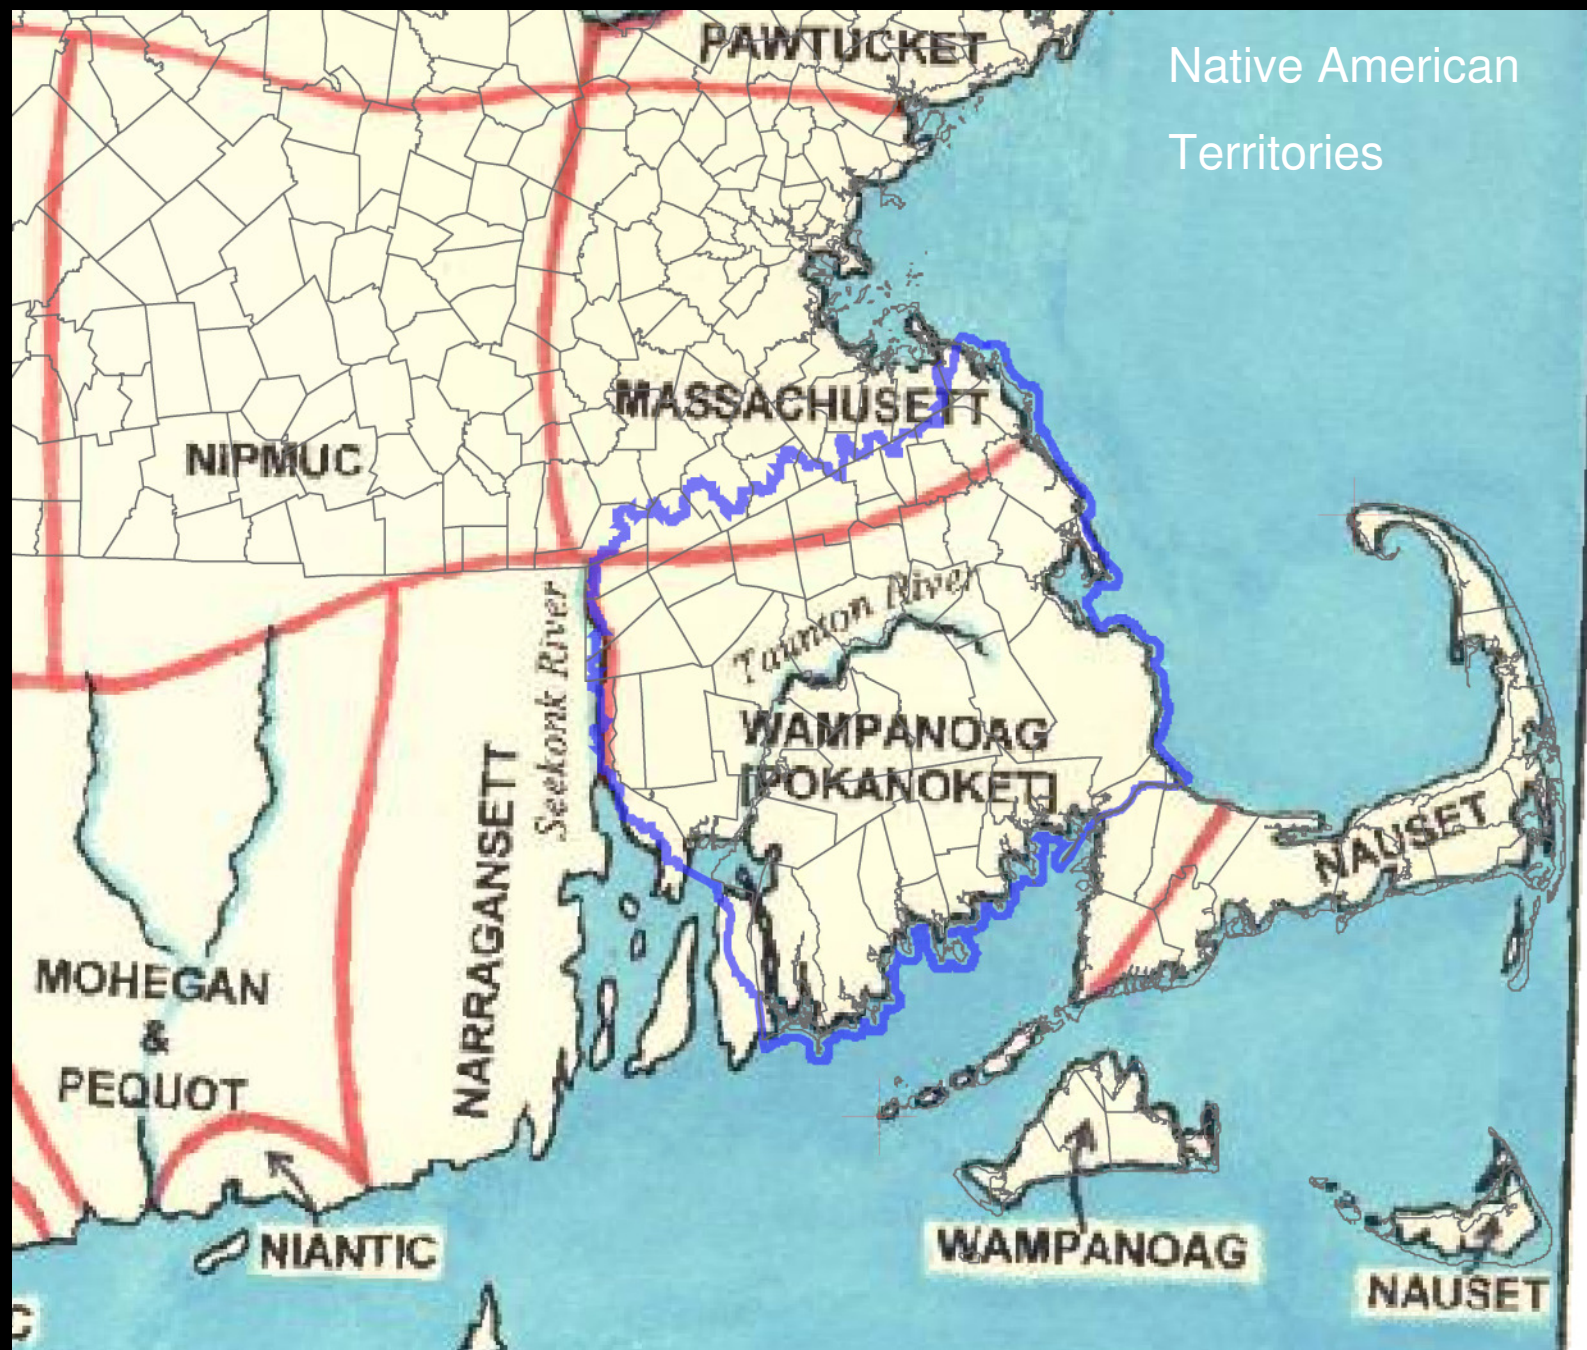 PAWTUCKET
Native American
Territories
MASSACHUSETT
NIPMUC
Taunton River
Seekonk River
WAMPANOAG
[POKANOKET]
NAUSET
NARRAGANSETT
MOHEGAN
&
PEQUOT
NIANTIC
WAMPANOAG
NAUSET
C